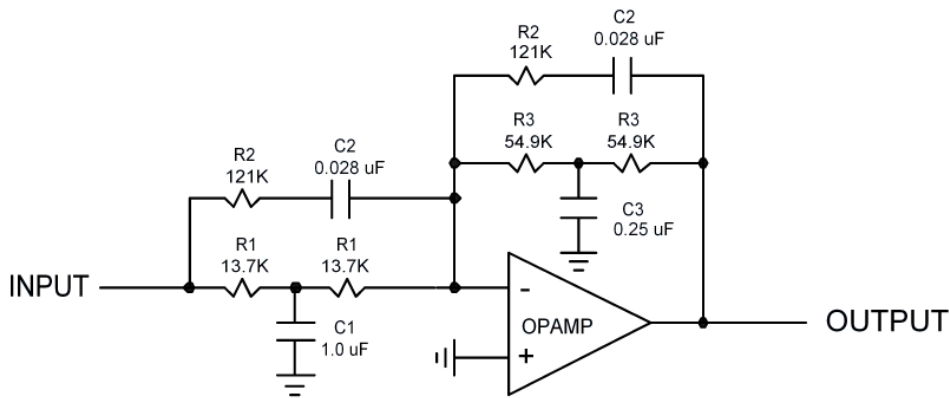 C2
0.028 uF
R2
121K
R3
54.9K
R3
54.9K
C2
0.028 uF
R2
121K
C3
0.25 uF
R1
13.7K
R1
13.7K
INPUT
-
OPAMP
+
OUTPUT
C1
1.0 uF